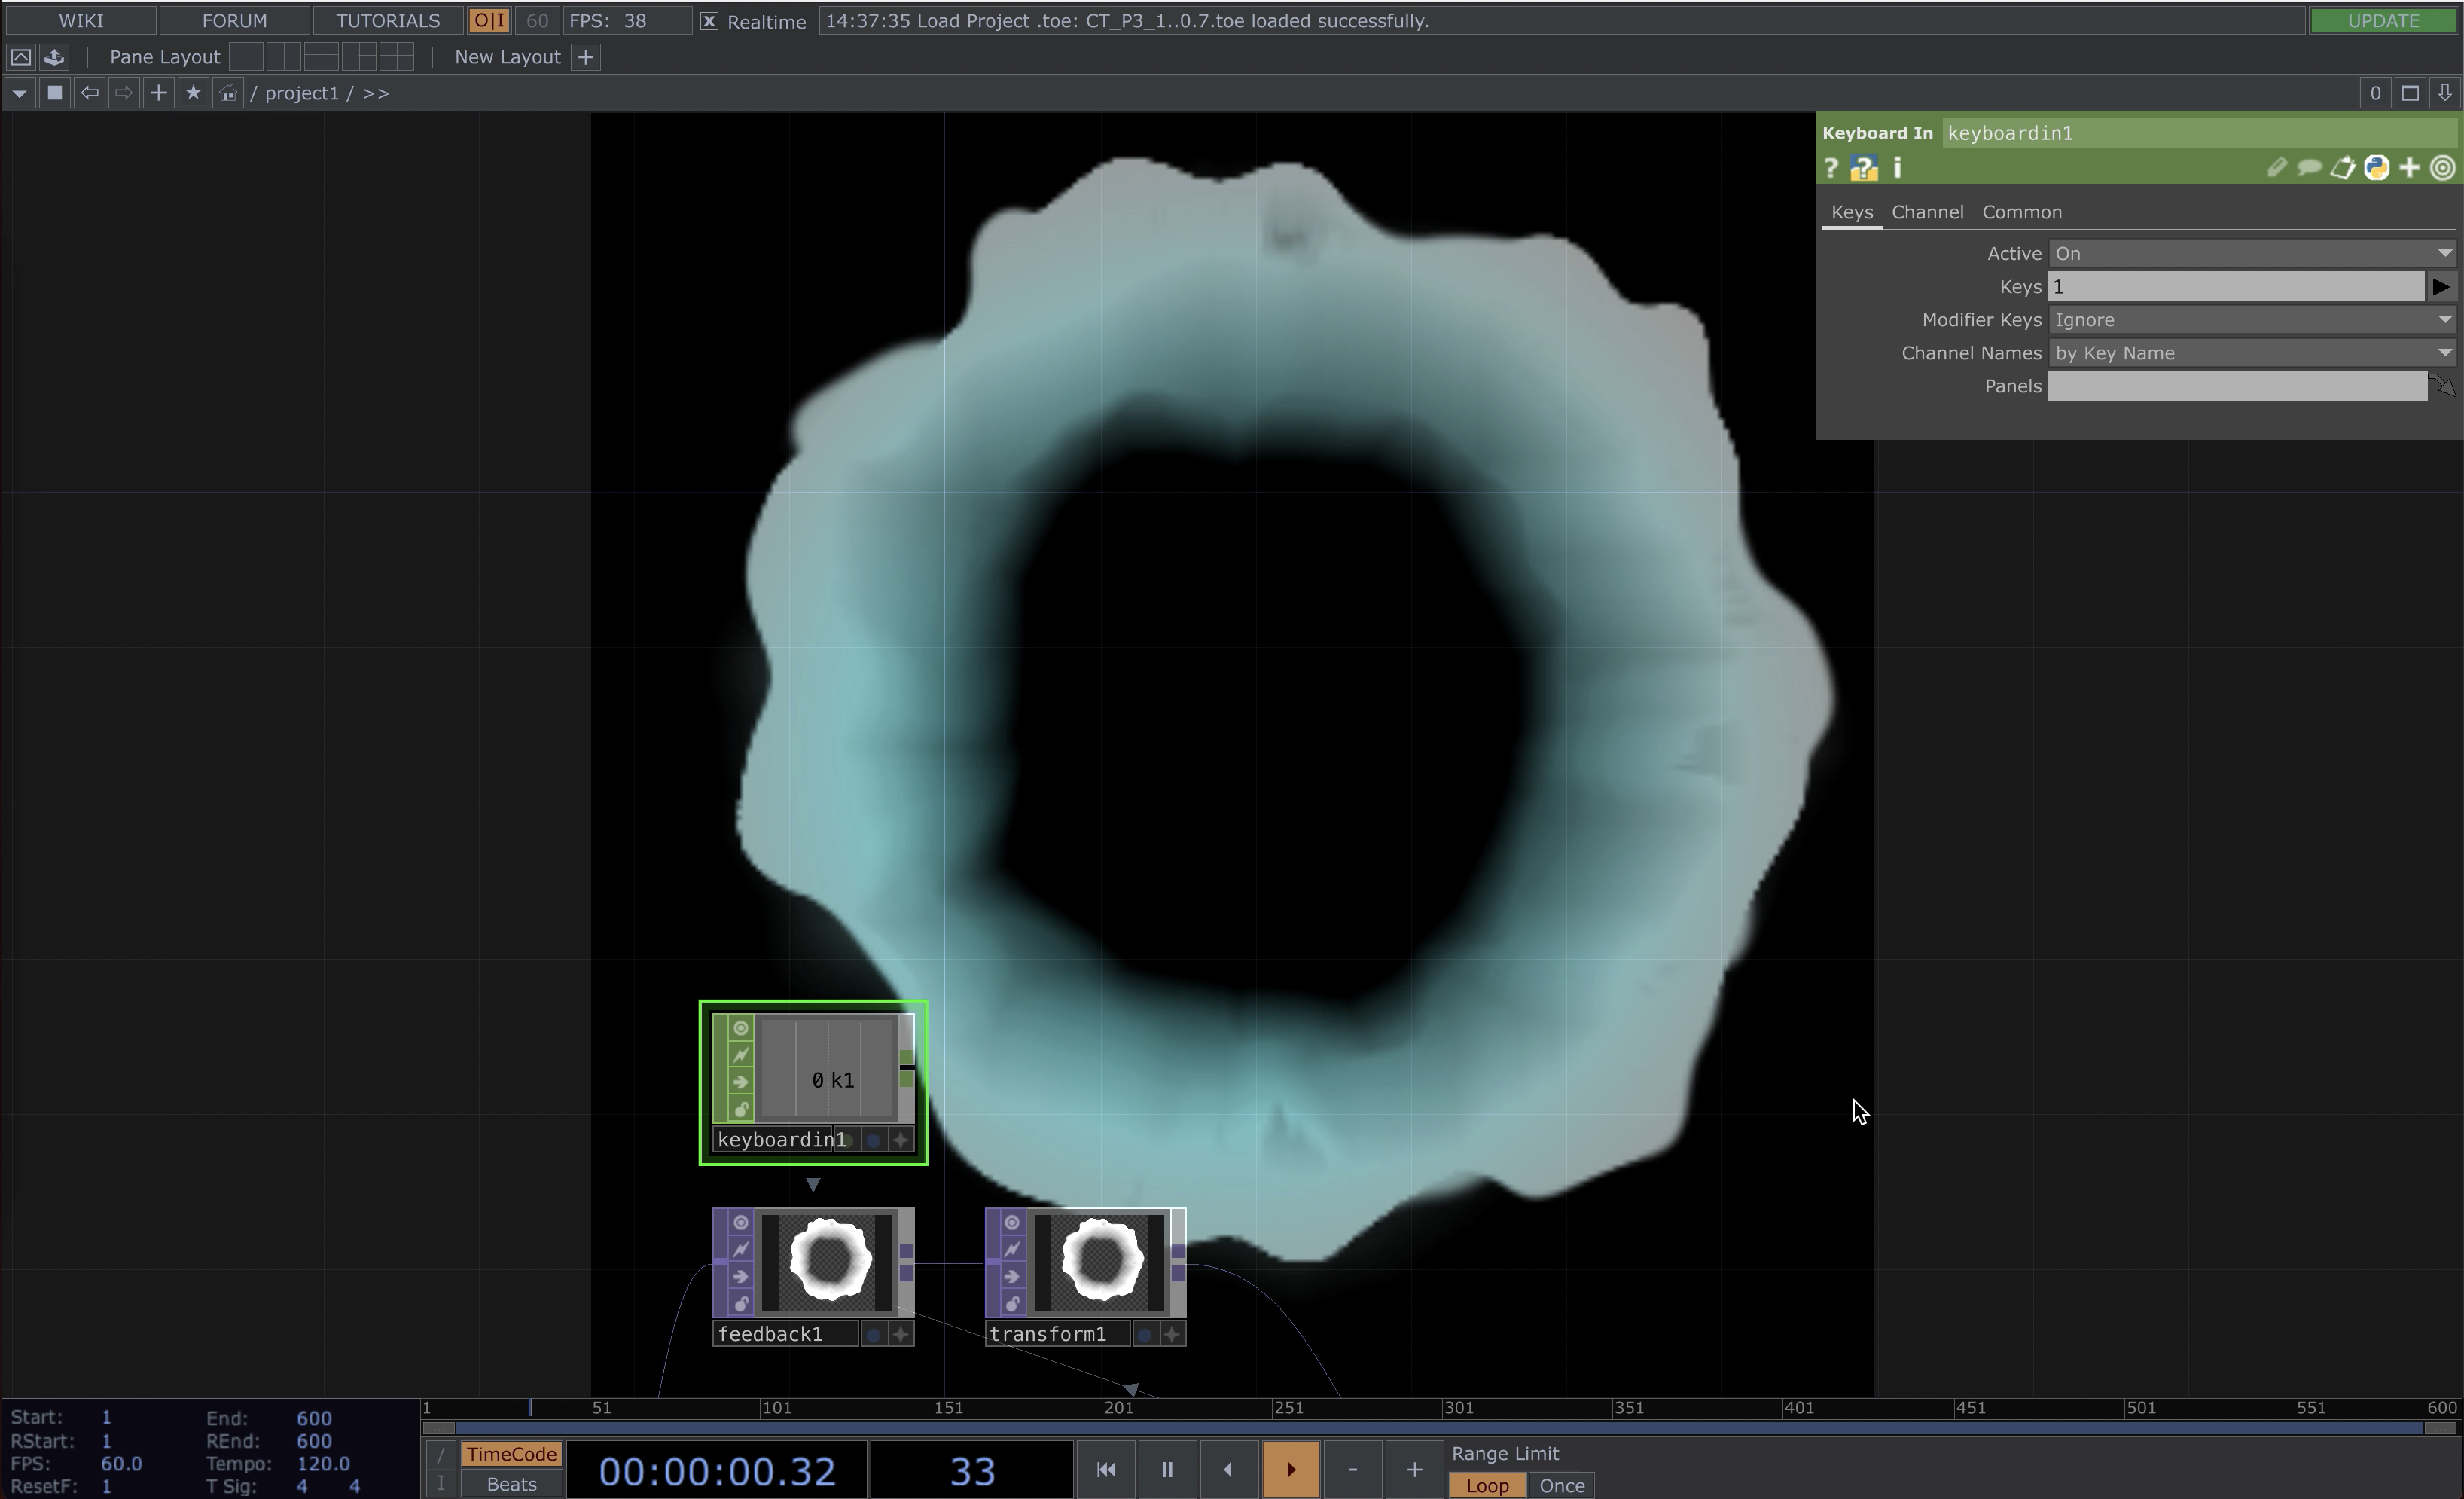 WIKI FORUM TUTORIALS O|I 60 FPS: 38 X Realtime 14:37:35 Load Project .toe: CT_P3_1..0.7.toe loaded successfully. UPDATE
Pane Layout New Layout +
/ project1 / >> 0
Keyboard In keyboardin1
? ? i
Keys Channel Common
Active On
Keys 1
Modifier Keys Ignore
Channel Names by Key Name
Panels
0 k1
keyboardin1
feedback1 transform1
1 51 101 151 201 251 301 351 401 451 501 551 600
Start: 1 End: 600
RStart: 1 REnd: 600
FPS: 60.0 Tempo: 120.0
ResetF: 1 T Sig: 4 4
/ TimeCode
I Beats
00:00:00.32 33
- +
Range Limit
Loop Once